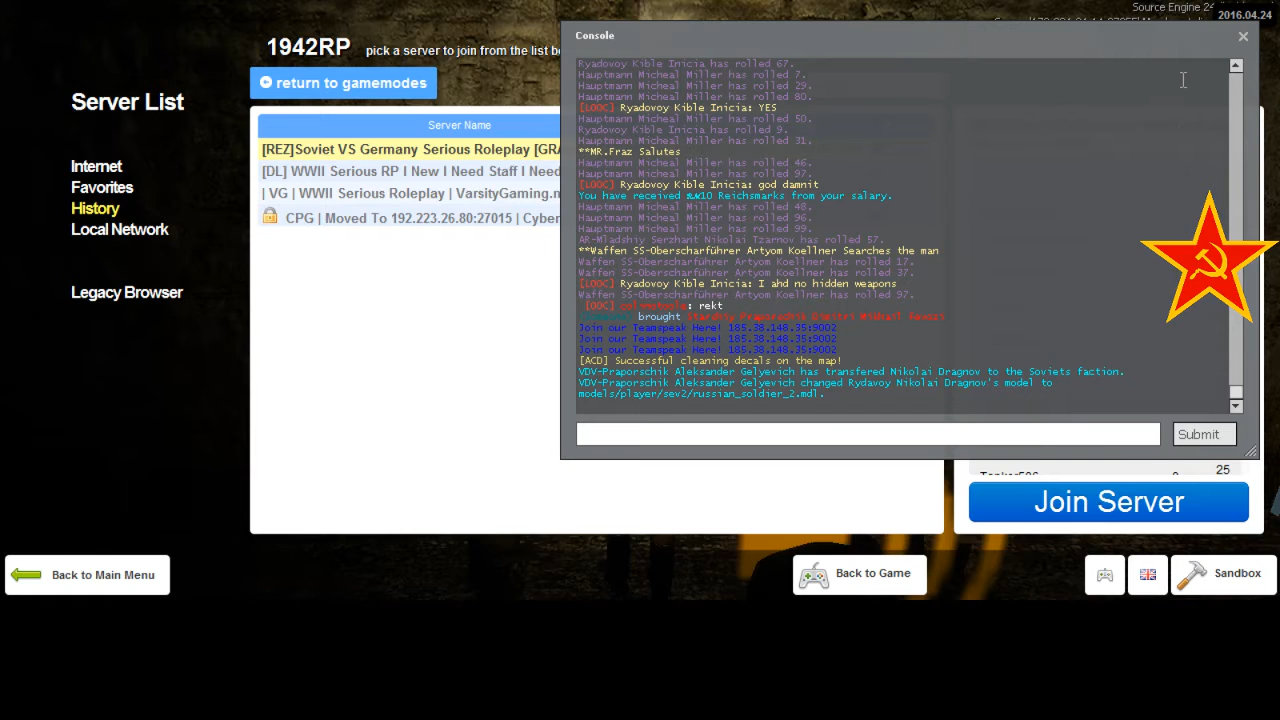 Source Engine 24
2016.04.24
1942RP pick a server to join from the list be
return to gamemodes
Server List
Internet
Favorites
History
Local Network
Legacy Browser
Server Name
[REZ]Soviet VS Germany Serious Roleplay [GRA
[DL] WWII Serious RP I New I Need Staff I Need
| VG | WWII Serious Roleplay | VarsityGaming.n
CPG | Moved To 192.223.26.80:27015 | Cyber
Console
Ryadovoy Kible Inicia has rolled 67.
Hauptmann Micheal Miller has rolled 7.
Hauptmann Micheal Miller has rolled 29.
Hauptmann Micheal Miller has rolled 80.
[LOOC] Ryadovoy Kible Inicia: YES
Hauptmann Micheal Miller has rolled 50.
Ryadovoy Kible Inicia has rolled 9.
Hauptmann Micheal Miller has rolled 31.
**MR.Fraz Salutes
Hauptmann Micheal Miller has rolled 46.
Hauptmann Micheal Miller has rolled 97.
[LOOC] Ryadovoy Kible Inicia: god damnit
You have received 10 Reichsmarks from your salary.
Hauptmann Micheal Miller has rolled 48.
Hauptmann Micheal Miller has rolled 96.
Hauptmann Micheal Miller has rolled 99.
AR-Mladshiy Serzhant Nikolai Tzarnov has rolled 57.
**Waffen SS-Oberscharführer Artyom Koellner Searches the man
Waffen SS-Oberscharführer Artyom Koellner has rolled 17.
Waffen SS-Oberscharführer Artyom Koellner has rolled 37.
[LOOC] Ryadovoy Kible Inicia: I ahd no hidden weapons
Waffen SS-Oberscharführer Artyom Koellner has rolled 97.
[OOC] : rekt
brought Starshiy Praporschik Dimitri Mikhail
Join our Teamspeak Here! 185.38.148.35:9002
Join our Teamspeak Here! 185.38.148.35:9002
Join our Teamspeak Here! 185.38.148.35:9002
[ACD] Successful cleaning decals on the map!
VDV-Praporschik Aleksander Gelyevich has transfered Nikolai Dragnov to the Soviets faction.
VDV-Praporschik Aleksander Gelyevich changed Rydavoy Nikolai Dragnov's model to
models/player/sev2/russian_soldier_2.mdl.
Submit
25
Join Server
Back to Main Menu
Back to Game
Sandbox